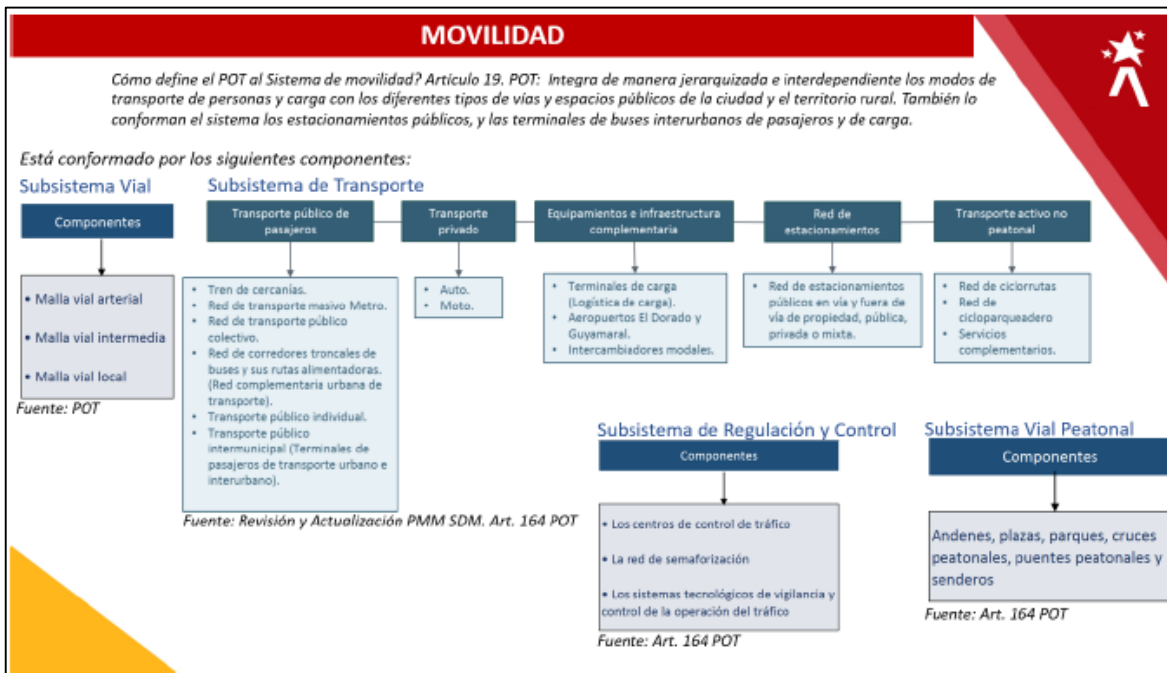 MOVILIDAD
Cómo define el POT al Sistema de movilidad? Artículo 19. POT: Integra de manera jerarquizada e interdependiente los modos de
transporte de personas y carga con los diferentes tipos de vías y espacios públicos de la ciudad y el territorio rural. También lo
conforman el sistema los estacionamientos públicos, y las terminales de buses interurbanos de pasajeros y de carga.
Está conformado por los siguientes componentes:
Subsistema Vial
Componentes
• Malla vial arterial
• Malla vial intermedia
• Malla vial local
Fuente: POT
Subsistema de Transporte
Transporte público de
pasajeros
• Tren de cercanías.
• Red de transporte masivo Metro.
• Red de transporte público
colectivo.
• Red de corredores troncales de
buses y sus rutas alimentadoras.
(Red complementaria urbana de
transporte).
• Transporte público individual.
• Transporte público
intermunicipal (Terminales de
pasajeros de transporte urbano e
interurbano).
Transporte
privado
• Auto.
• Moto.
Equipamientos e infraestructura
complementaria
• Terminales de carga
(Logística de carga).
• Aeropuertos El Dorado y
Guyamaral.
• Intercambiadores modales.
Red de
estacionamientos
• Red de estacionamientos
públicos en vía y fuera de
vía de propiedad, pública,
privada o mixta.
Transporte activo no
peatonal
• Red de ciclorrutas
• Red de
cicloparqueadero
• Servicios
complementarios.
Fuente: Revisión y Actualización PMM SDM. Art. 164 POT
Subsistema de Regulación y Control
Componentes
• Los centros de control de tráfico
• La red de semaforización
• Los sistemas tecnológicos de vigilancia y
control de la operación del tráfico
Fuente: Art. 164 POT
Subsistema Vial Peatonal
Componentes
Andenes, plazas, parques, cruces
peatonales, puentes peatonales y
senderos
Fuente: Art. 164 POT